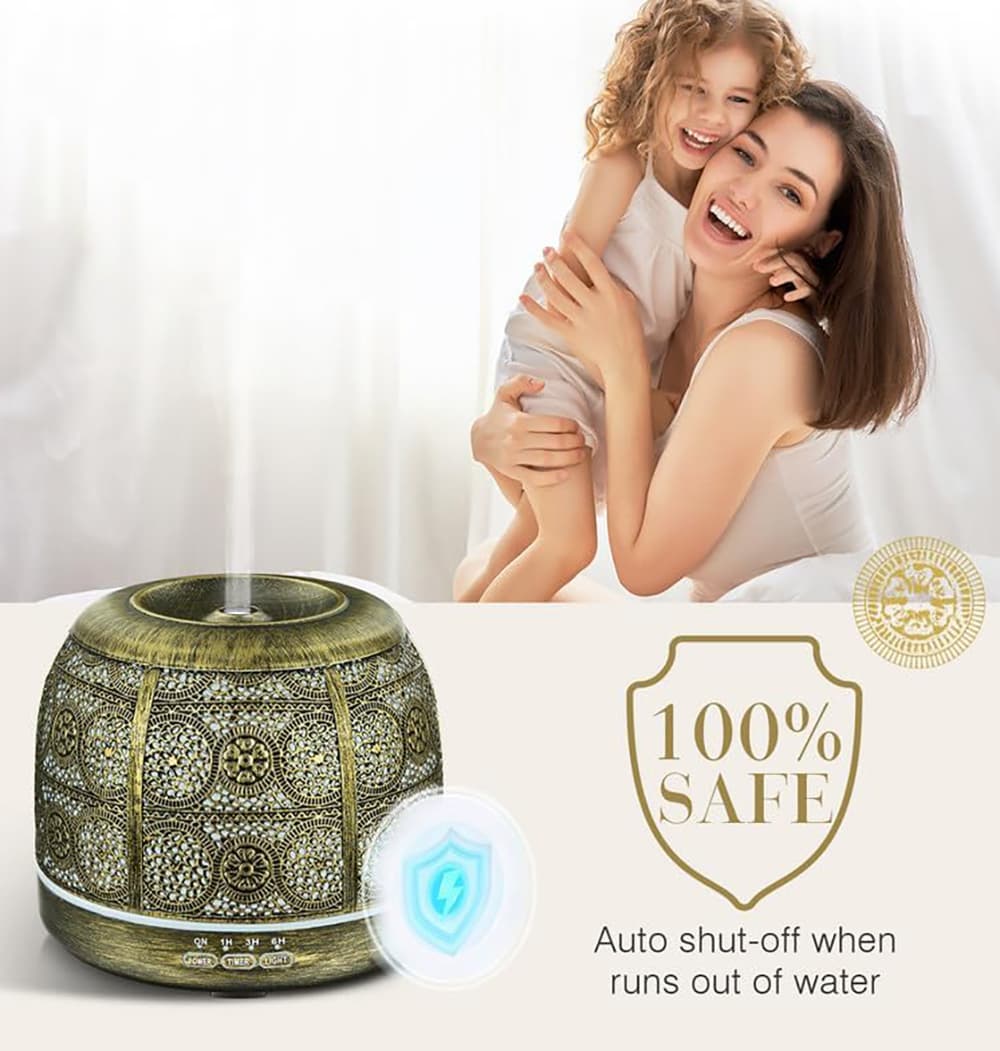 100%
SAFE
Auto shut-off when
runs out of water
ON 1H 3H 6H
POWER TIMER LIGHT